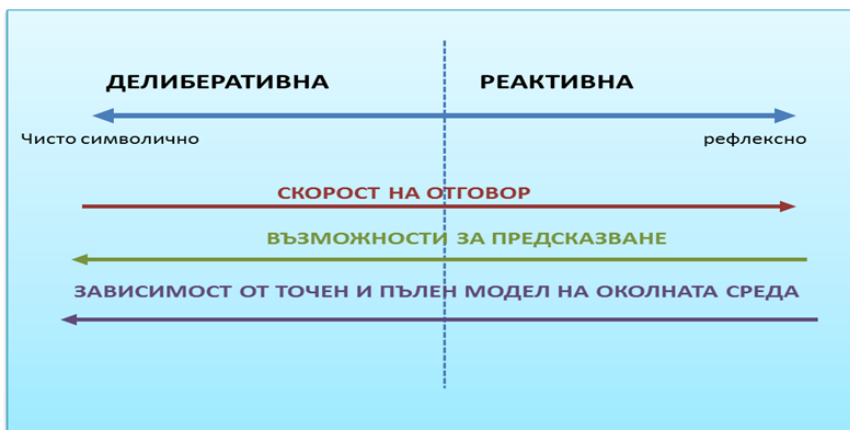 ДЕЛИБЕРАТИВНА РЕАКТИВНА
Чисто символично рефлексно
СКОРОСТ НА ОТГОВОР
ВЪЗМОЖНОСТИ ЗА ПРЕДСКАЗВАНЕ
ЗАВИСИМОСТ ОТ ТОЧЕН И ПЪЛЕН МОДЕЛ НА ОКОЛНАТА СРЕДА